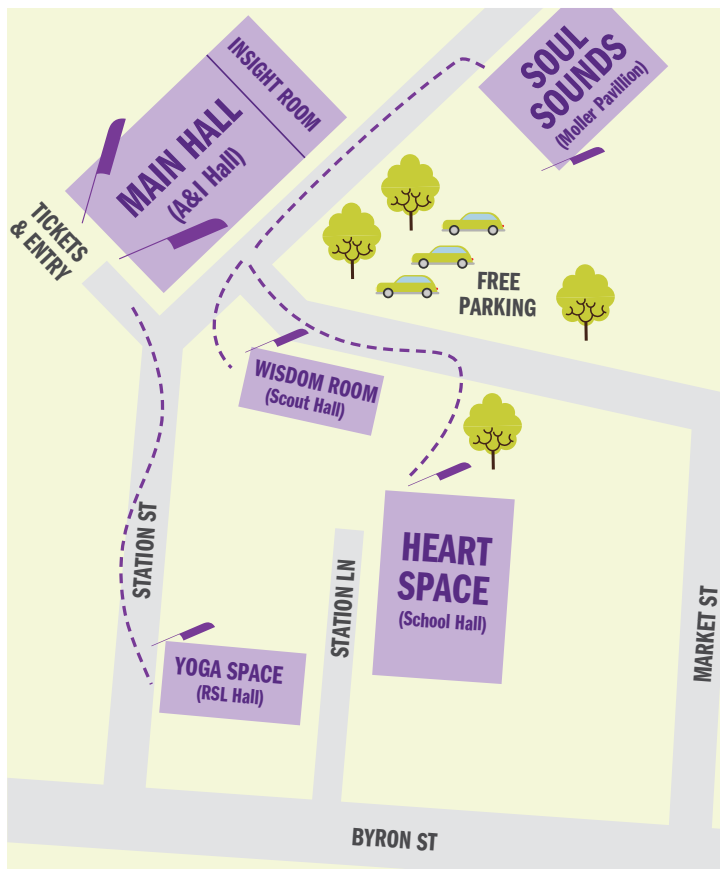 INSIGHT ROOM
MAIN HALL
(A&I Hall)
SOUL
SOUNDS
(Moller Pavillion)
TICKETS
& ENTRY
FREE
PARKING
WISDOM ROOM
(Scout Hall)
HEART
SPACE
(School Hall)
STATION ST
STATION LN
MARKET ST
YOGA SPACE
(RSL Hall)
BYRON ST